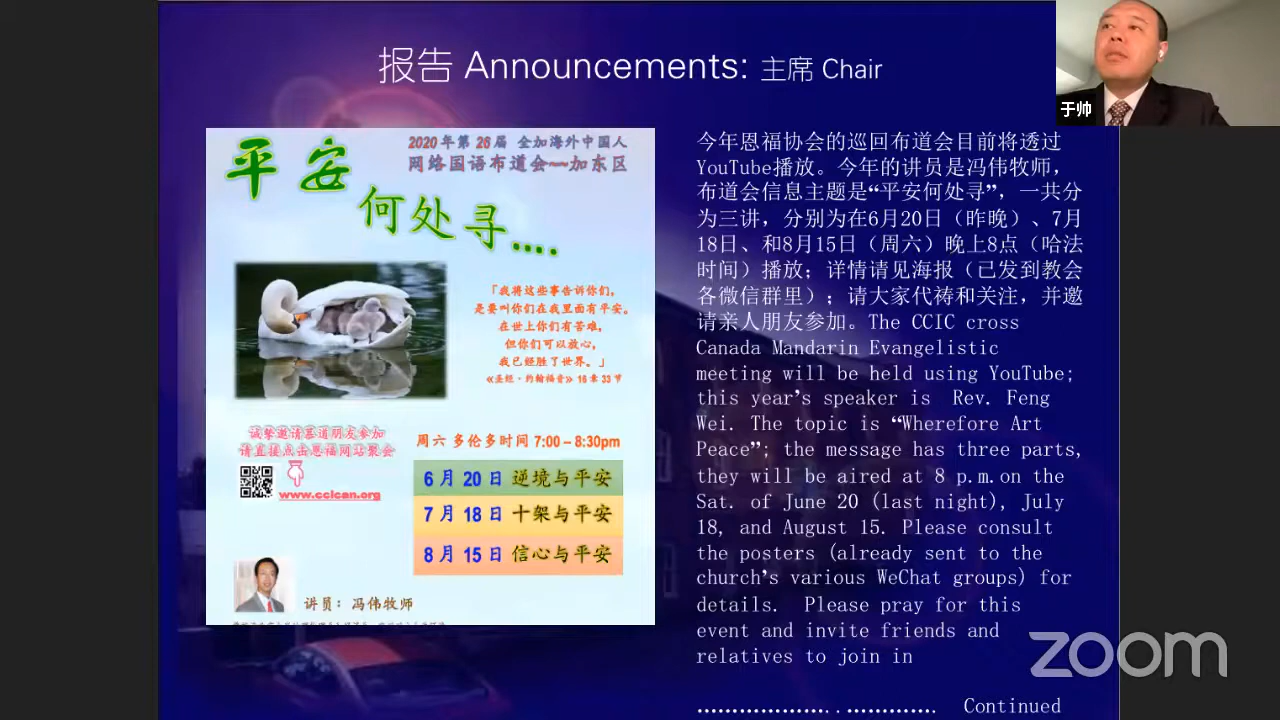 报告 Announcements: 主席 Chair
于帅
2020年第26届 全加海外中国人
网络国语布道会~~加东区
平安
何处寻....
「我将这些事告诉你们，
是要叫你们在我里面有平安。
在世上你们有苦难，
但你们可以放心，
我已经胜了世界。」
《圣经·约翰福音》16章33节
诚挚邀请慕道朋友参加
请直接点击恩福网站聚会
www.ccican.org
周六 多伦多时间 7:00 – 8:30pm
6月 20日 逆境与平安
7月 18日 十架与平安
8月 15日 信心与平安
讲员：冯伟牧师
今年恩福协会的巡回布道会目前将透过
YouTube播放。今年的讲员是冯伟牧师，
布道会信息主题是“平安何处寻”，一共分
为三讲，分别为在6月20日（昨晚）、7月
18日、和8月15日（周六）晚上8点（哈法
时间）播放；详情请见海报（已发到教会
各微信群里）；请大家代祷和关注，并邀
请亲人朋友参加。The CCIC cross
Canada Mandarin Evangelistic
meeting will be held using YouTube;
this year’s speaker is Rev. Feng
Wei. The topic is “Wherefore Art
Peace”; the message has three parts,
they will be aired at 8 p.m.on the
Sat. of June 20 (last night), July
18, and August 15. Please consult
the posters (already sent to the
church’s various WeChat groups) for
details. Please pray for this
event and invite friends and
relatives to join in
………………..…………. Continued
zoom